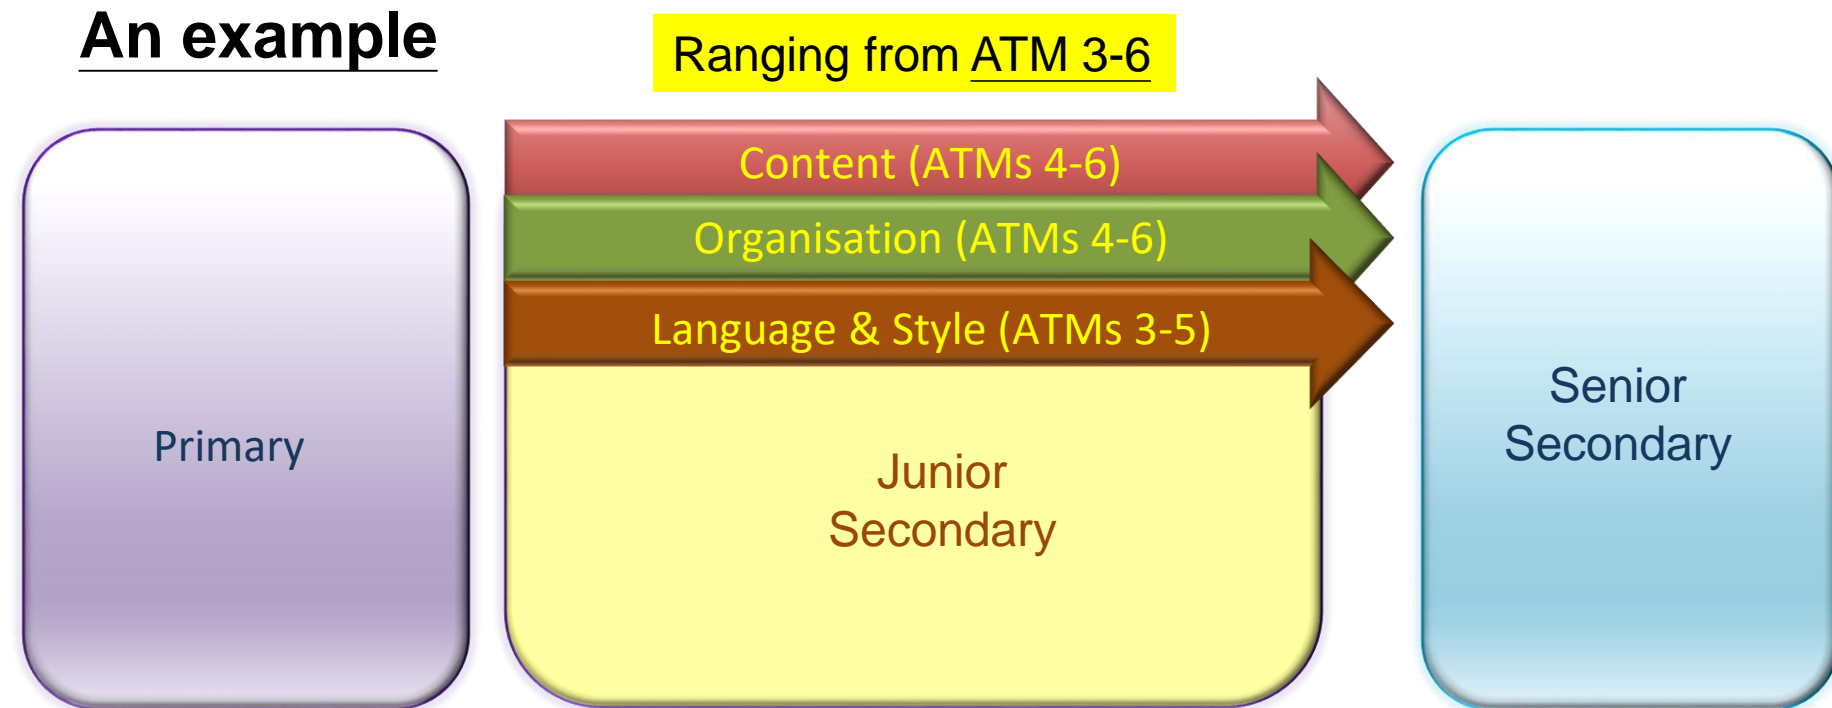 An example
Ranging from ATM 3-6
Content (ATMs 4-6)
Organisation (ATMs 4-6)
Language & Style (ATMs 3-5)
Primary
Junior
Secondary
Senior
Secondary